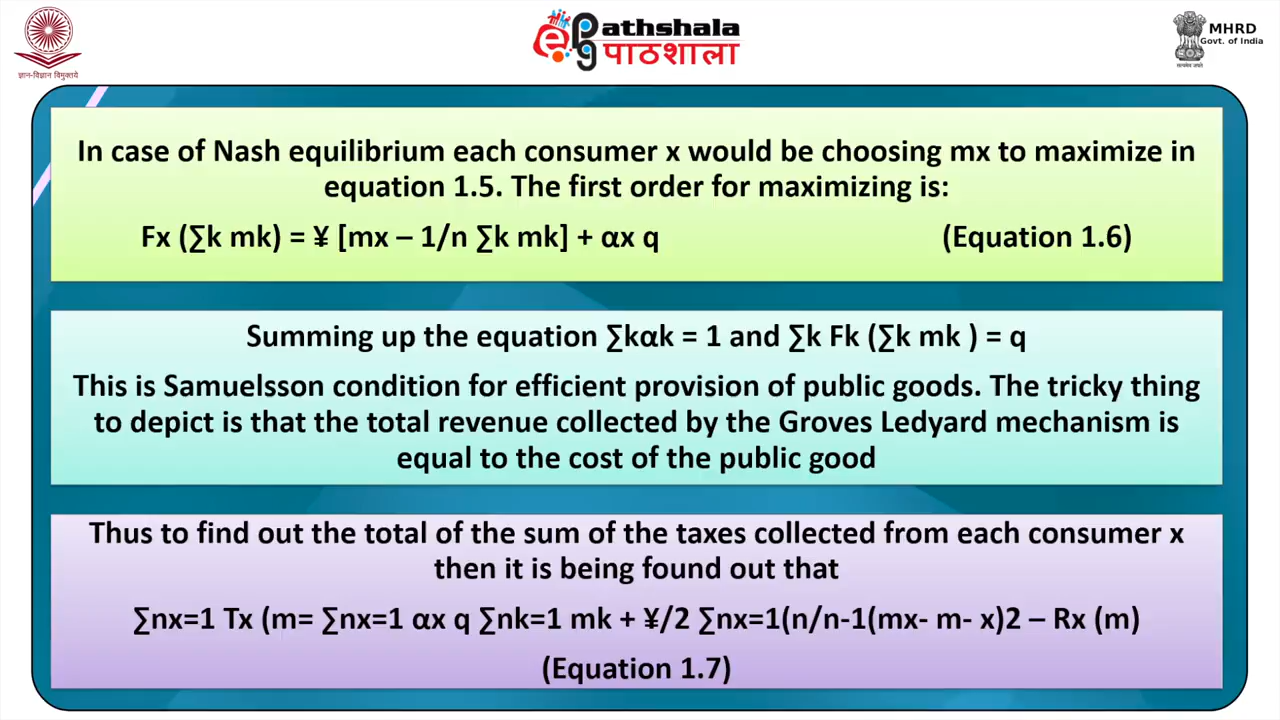 ज्ञान-विज्ञान विमुक्तये
ePathshala
पाठशाला
सत्यमेव जयते
MHRD
Govt. of India
In case of Nash equilibrium each consumer x would be choosing mx to maximize in
equation 1.5. The first order for maximizing is:
Fx (∑k mk) = ¥ [mx – 1/n ∑k mk] + αx q (Equation 1.6)
Summing up the equation ∑kαk = 1 and ∑k Fk (∑k mk ) = q
This is Samuelsson condition for efficient provision of public goods. The tricky thing
to depict is that the total revenue collected by the Groves Ledyard mechanism is
equal to the cost of the public good
Thus to find out the total of the sum of the taxes collected from each consumer x
then it is being found out that
∑nx=1 Tx (m= ∑nx=1 αx q ∑nk=1 mk + ¥/2 ∑nx=1(n/n-1(mx- m- x)2 – Rx (m)
(Equation 1.7)